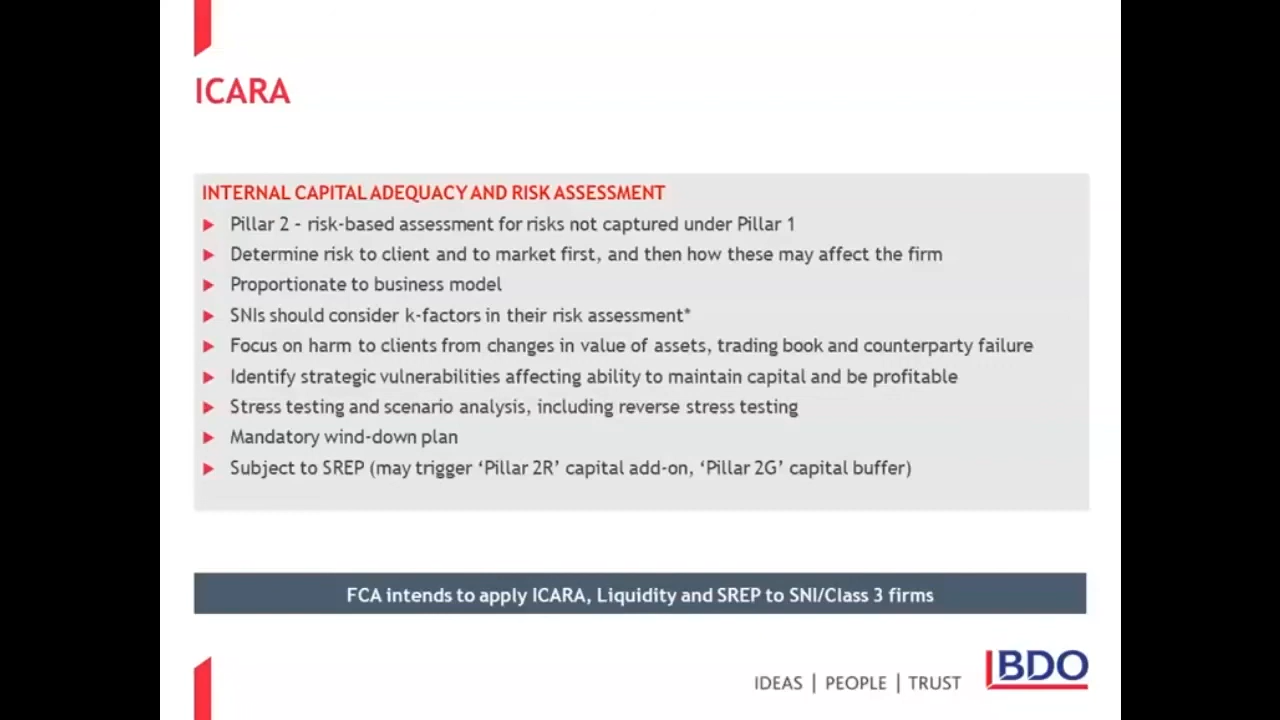 ICARA
INTERNAL CAPITAL ADEQUACY AND RISK ASSESSMENT
Pillar 2 – risk-based assessment for risks not captured under Pillar 1
Determine risk to client and to market first, and then how these may affect the firm
Proportionate to business model
SNIs should consider k-factors in their risk assessment*
Focus on harm to clients from changes in value of assets, trading book and counterparty failure
Identify strategic vulnerabilities affecting ability to maintain capital and be profitable
Stress testing and scenario analysis, including reverse stress testing
Mandatory wind-down plan
Subject to SREP (may trigger ‘Pillar 2R’ capital add-on, ‘Pillar 2G’ capital buffer)
FCA intends to apply ICARA, Liquidity and SREP to SNI/Class 3 firms
IDEAS | PEOPLE | TRUST
BDO